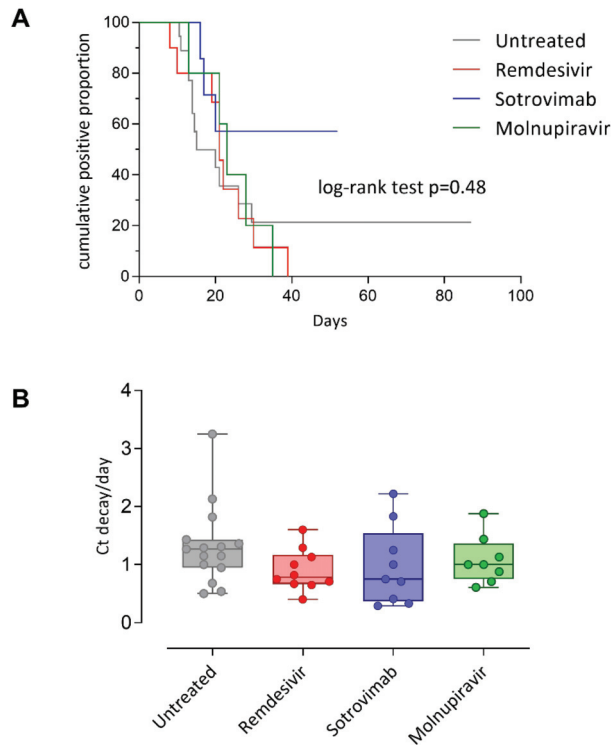 A
cumulative positive proportion
100
80
60
40
20
0
0 20 40 60 80 100
Days
Untreated
Remdesivir
Sotrovimab
Molnupiravir
log-rank test p=0.48
B
Ct decay/day
4
3
2
1
0
Untreated
Remdesivir
Sotrovimab
Molnupiravir